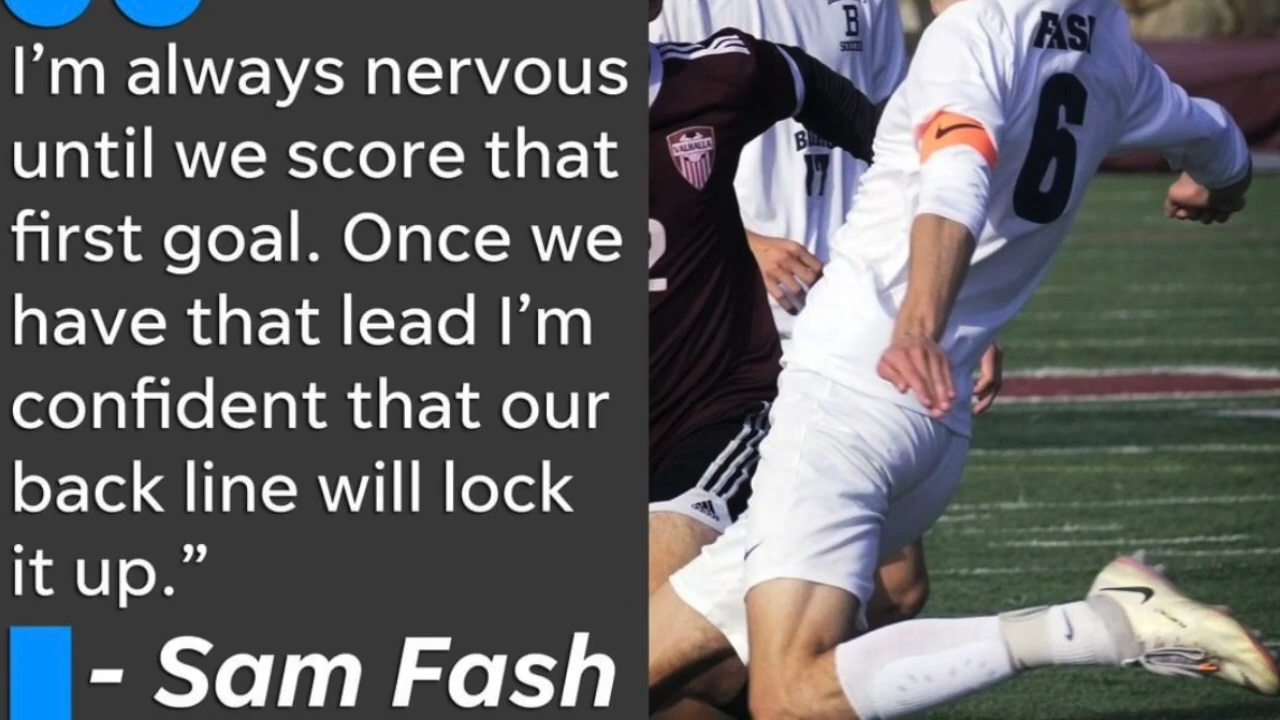 I'm always nervous
until we score that
first goal. Once we
have that lead I'm
confident that our
back line will lock
it up.”
- Sam Fash
B
17
VALHALLA
FASH
6
2